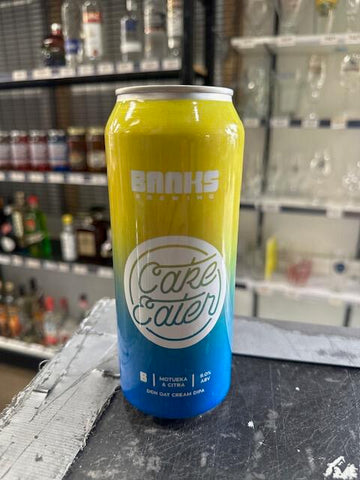 BANKS
BREWING
Cake
Eater
MOTUEKA
& CITRA
8.0%
ABV
DDH OAT CREAM DIPA